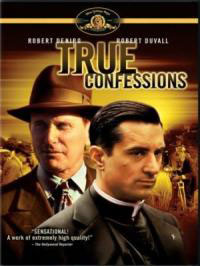 ROBERT DENIRO ROBERT DUVALL
TRUE
CONFESSIONS
"SENSATIONAL!
A work of extremely high quality!"
—The Hollywood Reporter